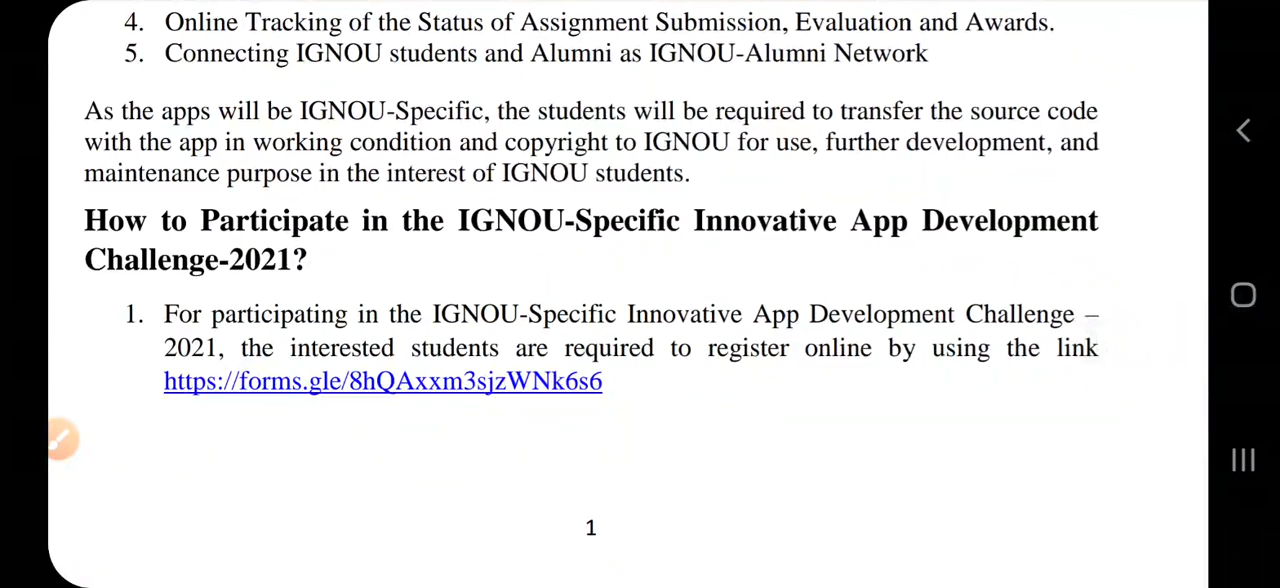 4. Online Tracking of the Status of Assignment Submission, Evaluation and Awards.
5. Connecting IGNOU students and Alumni as IGNOU-Alumni Network
As the apps will be IGNOU-Specific, the students will be required to transfer the source code
with the app in working condition and copyright to IGNOU for use, further development, and
maintenance purpose in the interest of IGNOU students.
How to Participate in the IGNOU-Specific Innovative App Development
Challenge-2021?
1. For participating in the IGNOU-Specific Innovative App Development Challenge –
2021, the interested students are required to register online by using the link
https://forms.gle/8hQAxxm3sjzWNk6s6
1